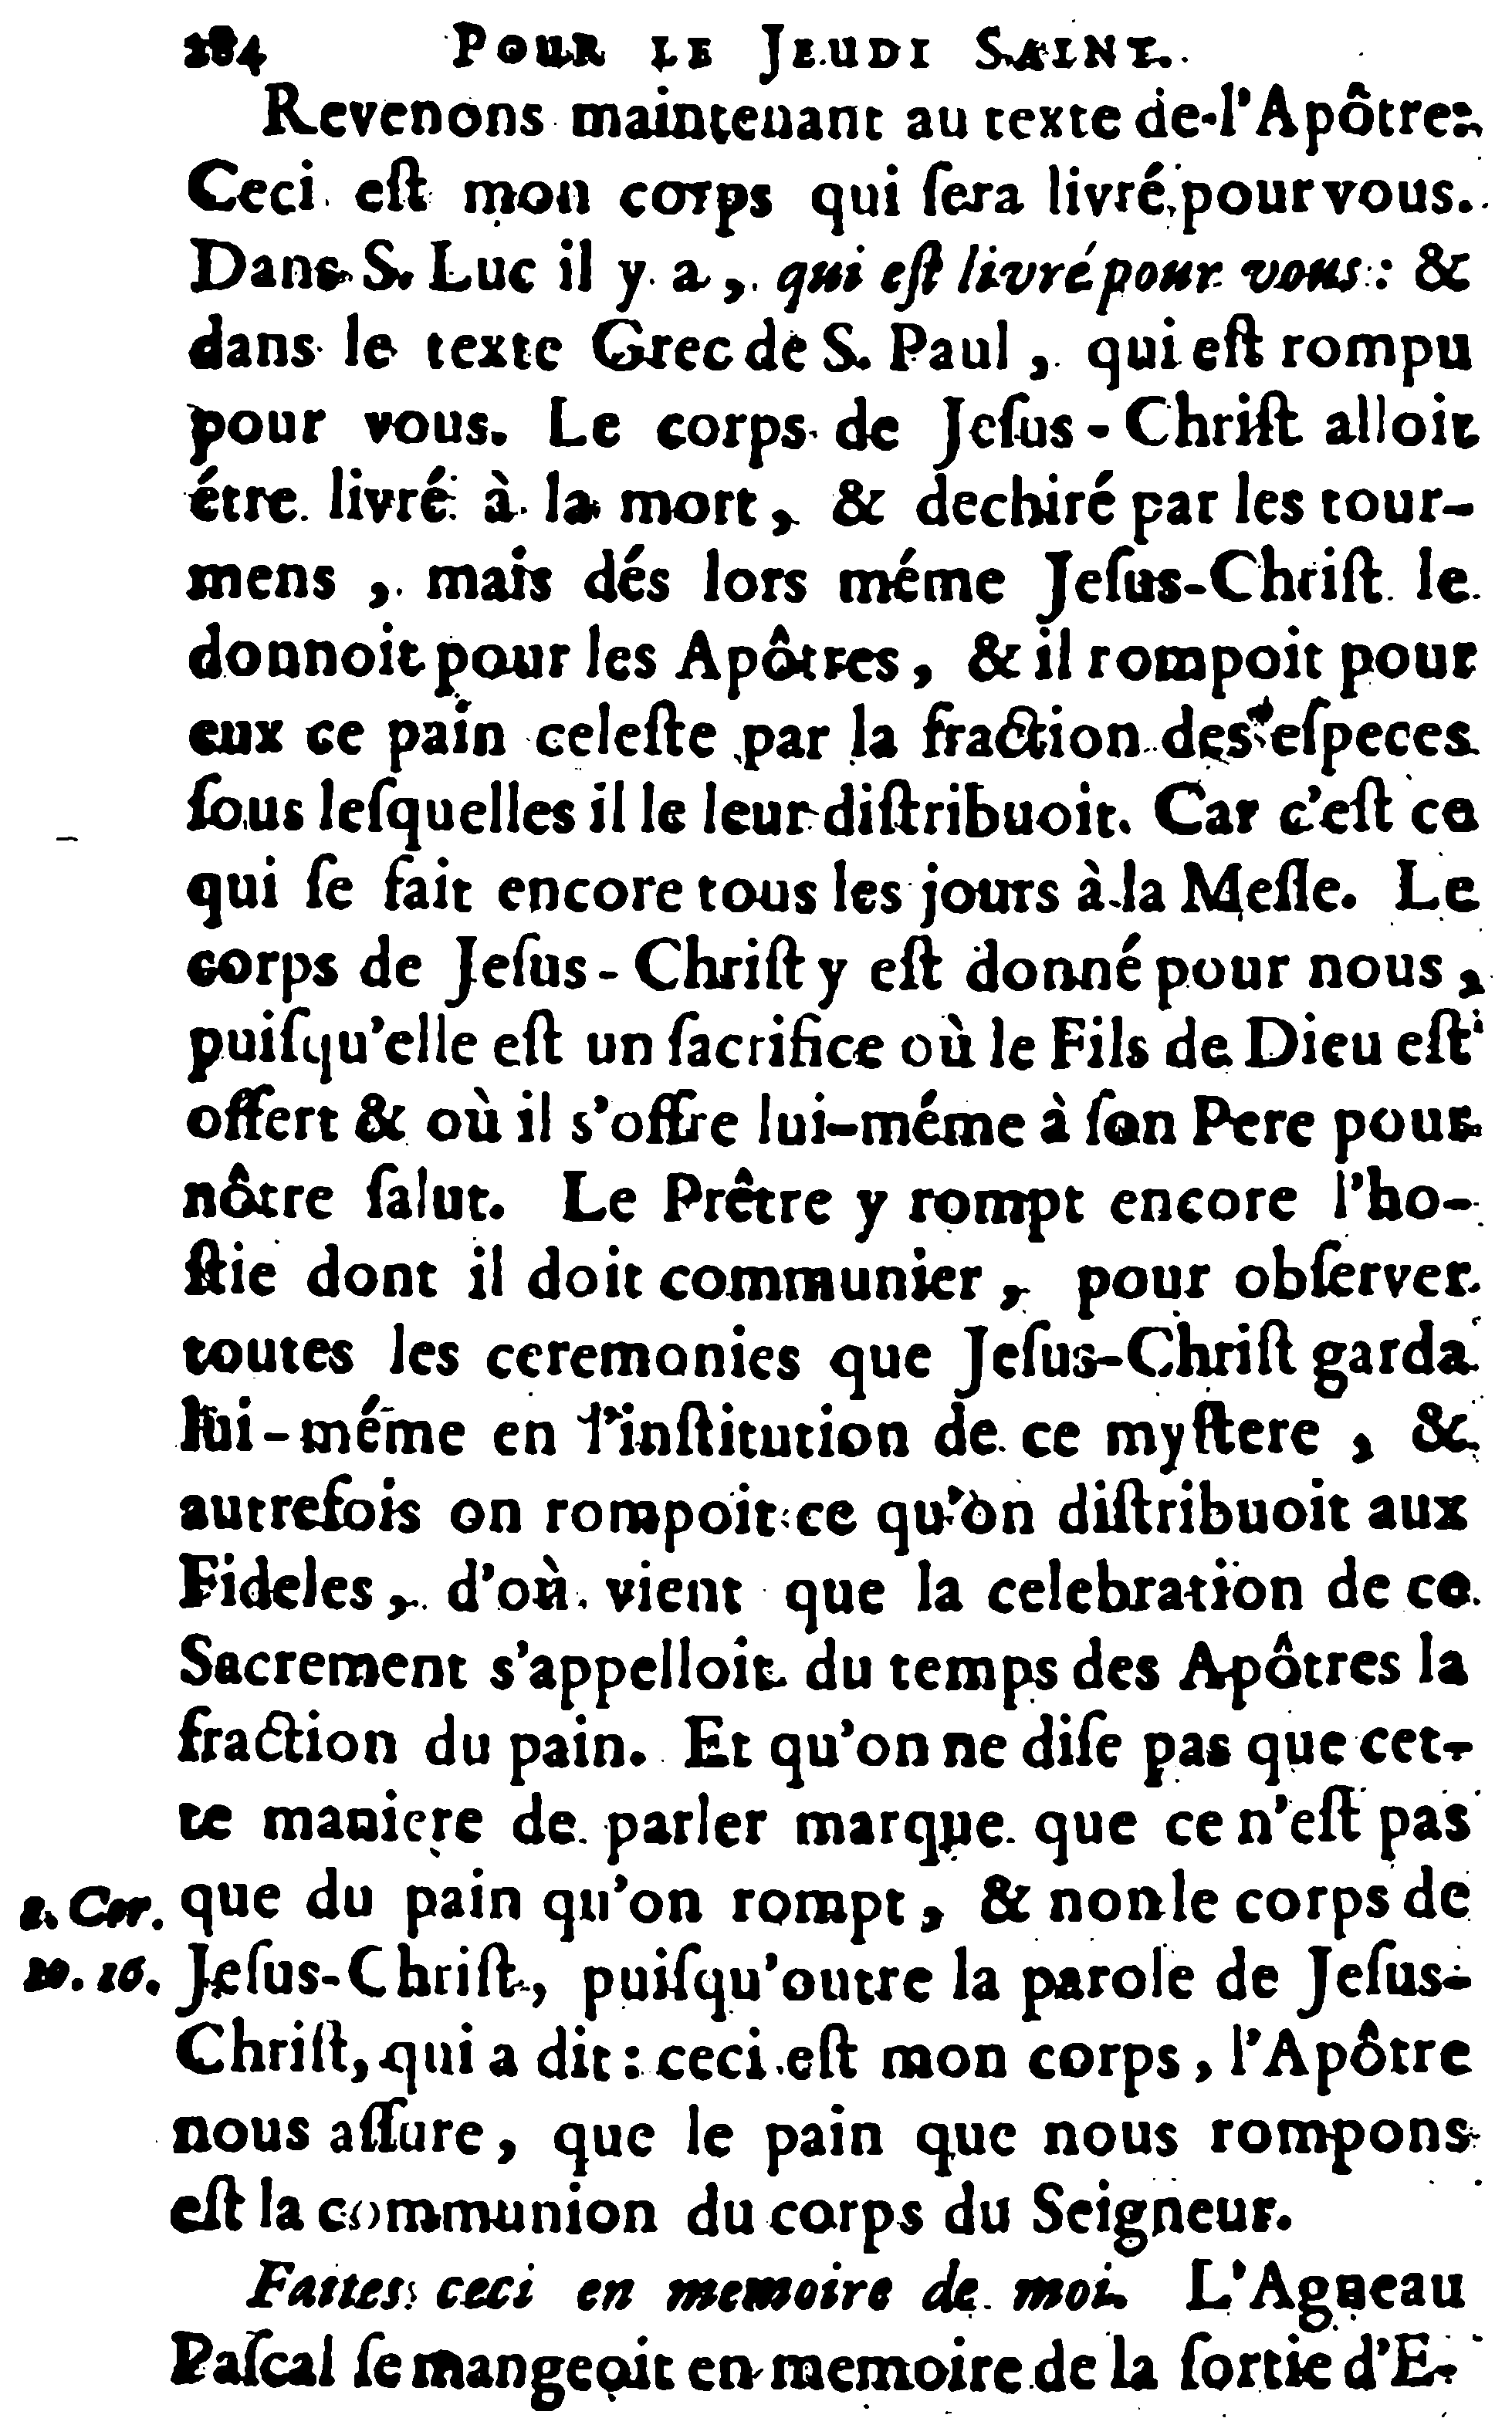 284 POUR LE JEUDI SAINT.
Revenons maintenant au texte de l'Apôtre:
Ceci eſt mon corps qui ſera livré pour vous.
Dans S. Luc il y a, qui eſt livré pour vous: &
dans le texte Grec de S. Paul, qui eſt rompu
pour vous. Le corps de Jeſus-Chriſt alloit
étre livré à la mort, & dechiré par les tour-
mens, mais dés lors méme Jeſus-Chriſt le
donnoit pour les Apôtres, & il rompoit pour
eux ce pain celeſte par la fraction des eſpeces
ſous leſquelles il le leur diſtribuoit. Car c'eſt ce
qui ſe fait encore tous les jours à la Meſſe. Le
corps de Jeſus-Chriſt y eſt donné pour nous,
puiſqu'elle eſt un ſacrifice où le Fils de Dieu eſt
offert & où il s'offre lui-méme à ſon Pere pour
nôtre ſalut. Le Prêtre y rompt encore l'ho-
ſtie dont il doit communier, pour obſerver
toutes les ceremonies que Jeſus-Chriſt garda
lui-méme en l'inſtitution de ce myſtere, &
autrefois on rompoit ce qu'on diſtribuoit aux
Fideles, d'où vient que la celebration de ce
Sacrement s'appelloit du temps des Apôtres la
fraction du pain. Et qu'on ne diſe pas que cet-
te maniere de parler marque que ce n'eſt pas
1. Cor. que du pain qu'on rompt, & non le corps de
10. 16. Jeſus-Chriſt, puiſqu'outre la parole de Jeſus-
Chriſt, qui a dit: ceci eſt mon corps, l'Apôtre
nous aſſure, que le pain que nous rompons
eſt la communion du corps du Seigneur.
Faites ceci en memoire de moi. L'Agneau
Paſcal ſe mangeoit en memoire de la ſortie d'E-